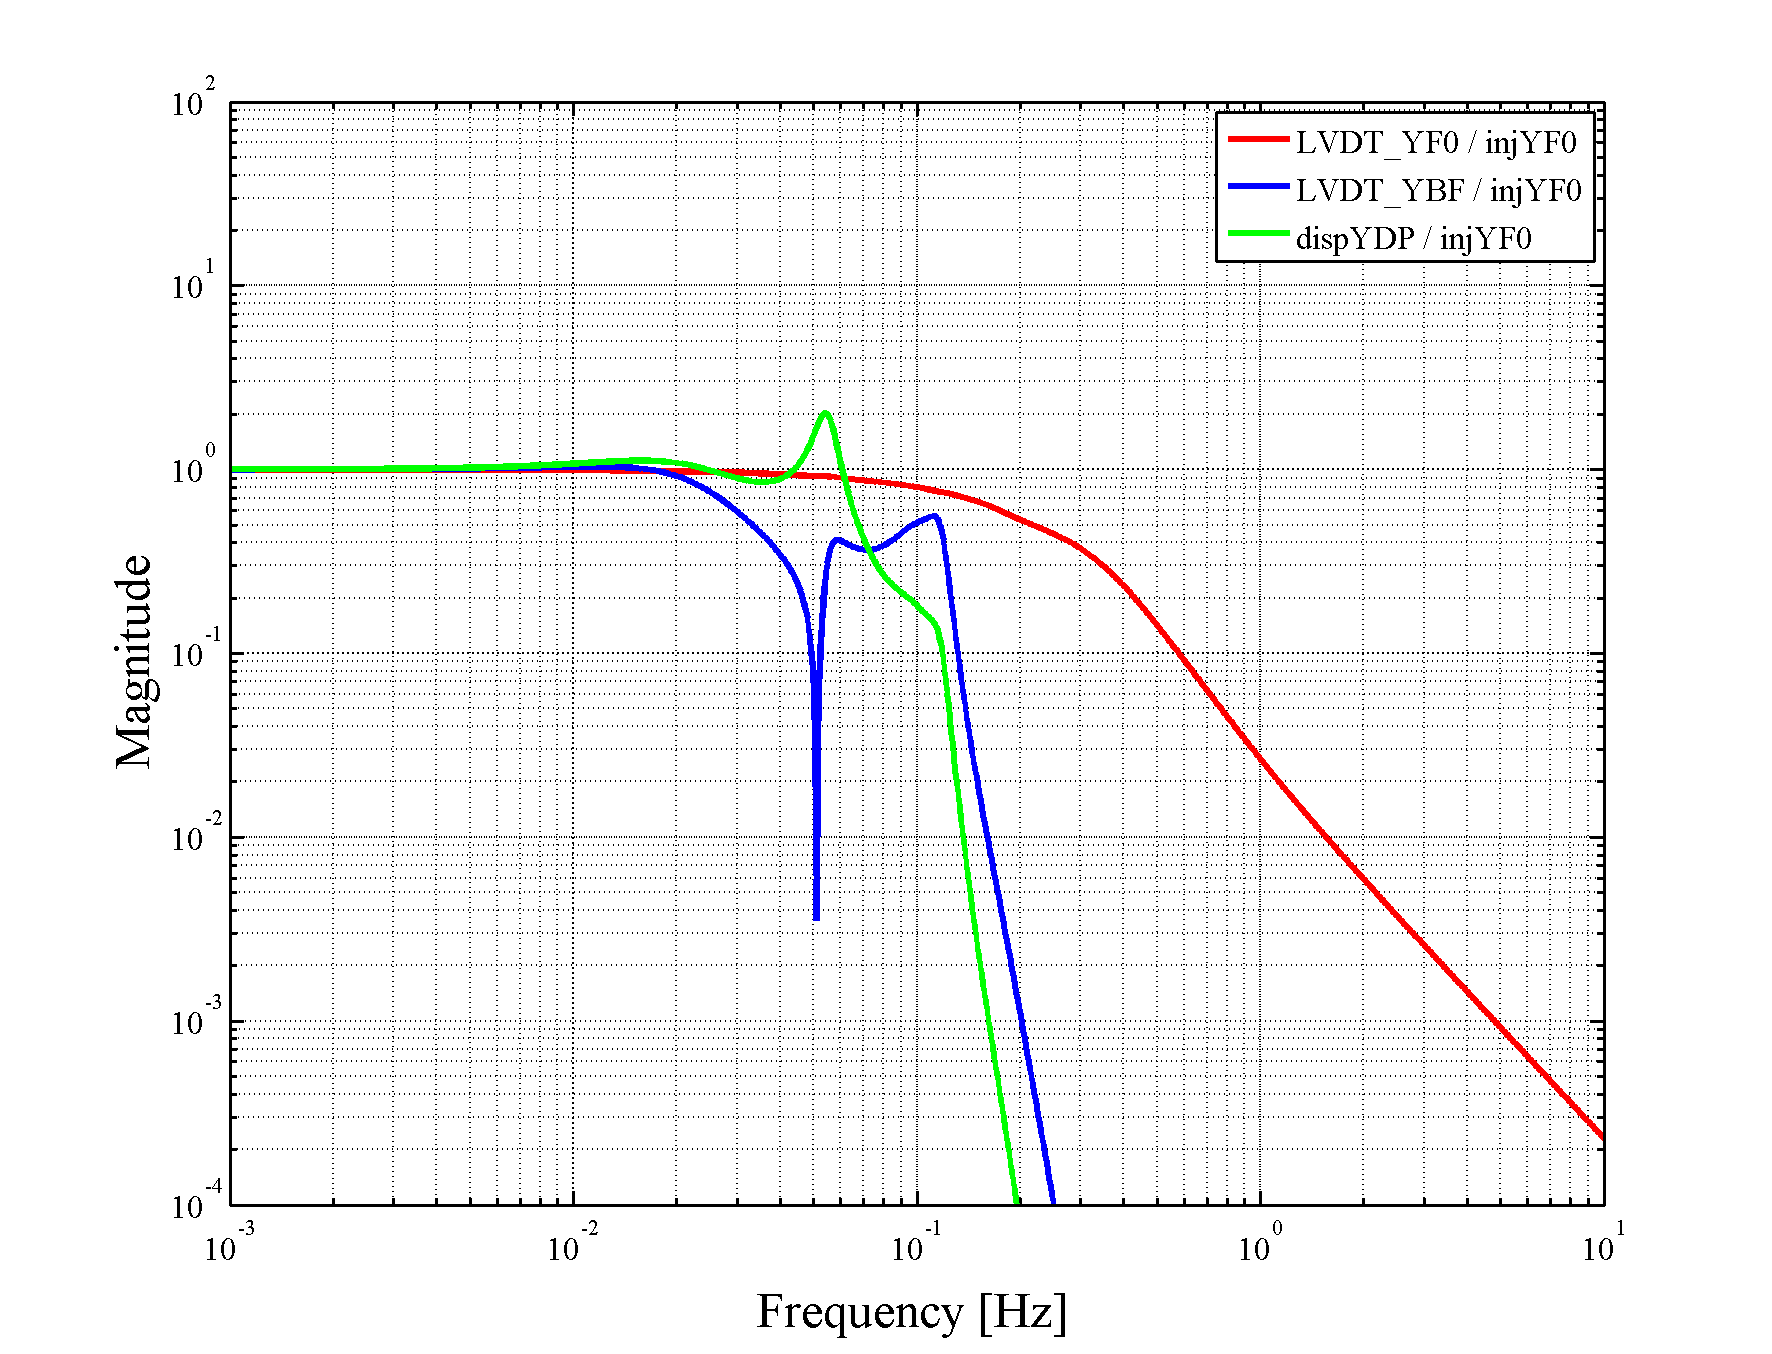 10^2
10^1
10^0
10^-1
10^-2
10^-3
10^-4
Magnitude
LVDT_YF0 / injYF0
LVDT_YBF / injYF0
dispYDP / injYF0
10^-3 10^-2 10^-1 10^0 10^1
Frequency [Hz]